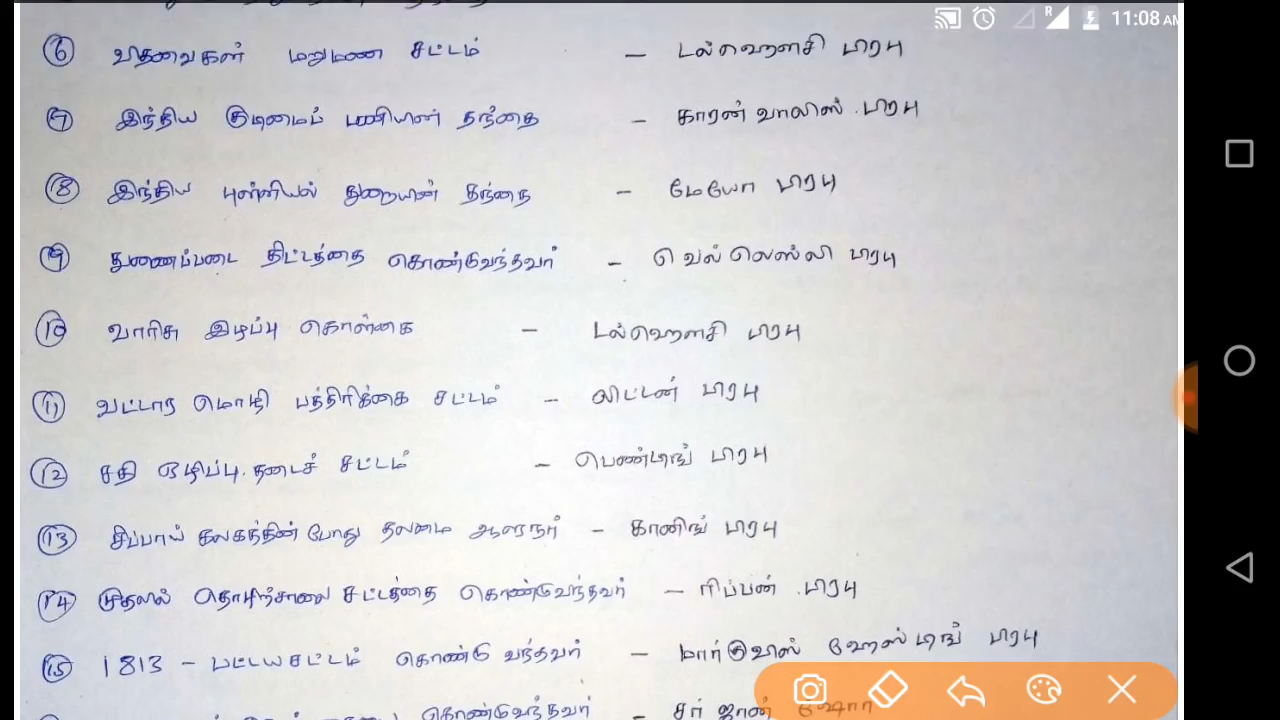 11:08 AM
6 விதவைகள் மறுமண சட்டம் - டல்ஹௌசி பிரபு
7 இந்திய குடிமைப் பணியின் தந்தை - காரன் வாலிஸ் பிரபு
8 இந்திய புள்ளியல் துறையின் தந்தை - மேயோ பிரபு
9 துணைப்படை திட்டத்தை கொண்டுவந்தவர் - வெல்லெஸ்லி பிரபு
10 வாரிசு இழப்பு கொள்கை - டல்ஹௌசி பிரபு
11 வட்டார மொழி பத்திரிக்கை சட்டம் - லிட்டன் பிரபு
12 சதி ஒழிப்பு தடைச் சட்டம் - பெண்டிங் பிரபு
13 சிப்பாய் கலகத்தின் போது தலமை ஆளுநர் - கானிங் பிரபு
14 முதலில் தொழிற்சாலை சட்டத்தை கொண்டுவந்தவர் - ரிப்பன் பிரபு
15 1813 - பட்டய சட்டம் கொண்டு வந்தவர் - மார்குவிஸ் ஹேஸ்டிங் பிரபு
கொண்டுவந்தவர் - சர் ஜான் ஷோர்